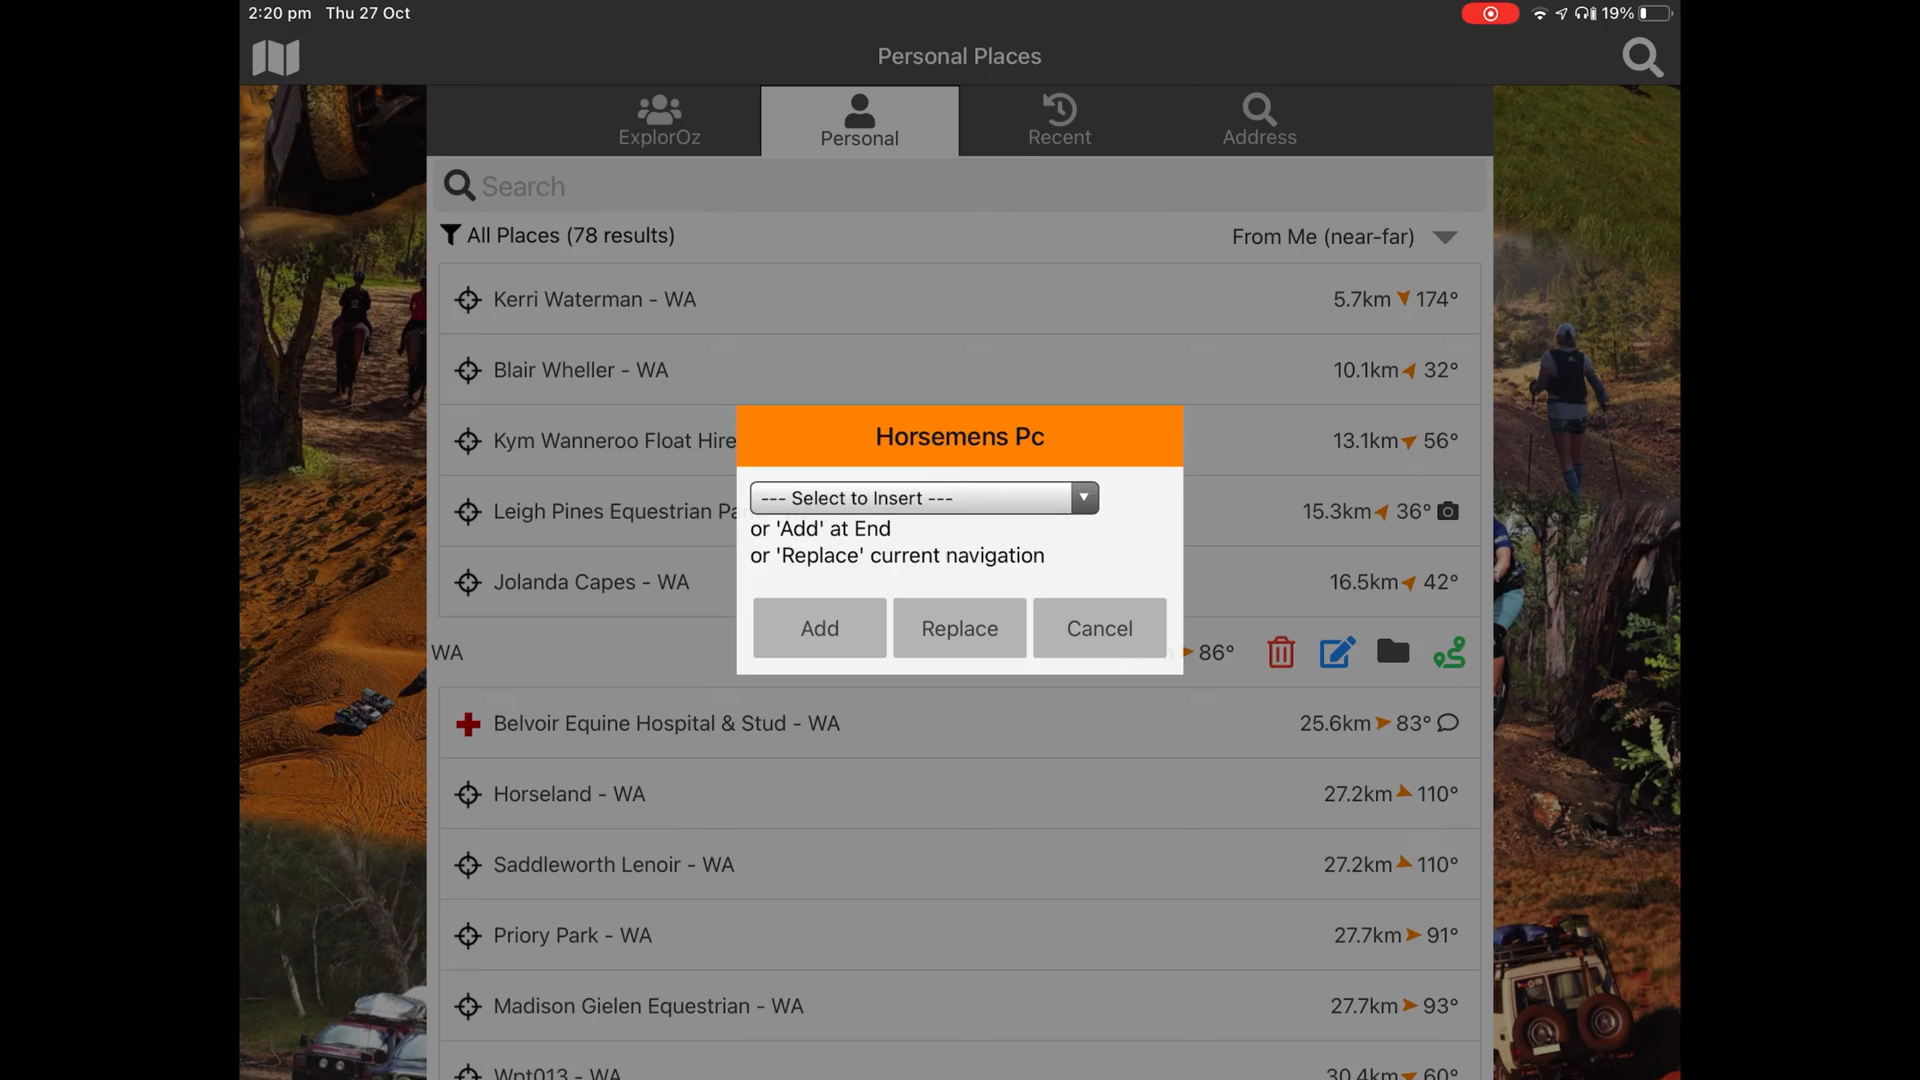 2:20 pm Thu 27 Oct
19%
Personal Places
ExplorOz
Personal
Recent
Address
Search
All Places (78 results)
From Me (near-far)
Kerri Waterman - WA 5.7km 174°
Blair Wheller - WA 10.1km 32°
Kym Wanneroo Float Hire 13.1km 56°
Leigh Pines Equestrian Pa 15.3km 36°
Jolanda Capes - WA 16.5km 42°
WA 86°
Horsemens Pc
--- Select to Insert ---
or 'Add' at End
or 'Replace' current navigation
Add Replace Cancel
Belvoir Equine Hospital & Stud - WA 25.6km 83°
Horseland - WA 27.2km 110°
Saddleworth Lenoir - WA 27.2km 110°
Priory Park - WA 27.7km 91°
Madison Gielen Equestrian - WA 27.7km 93°
Wpt013 - WA 30.4km 60°